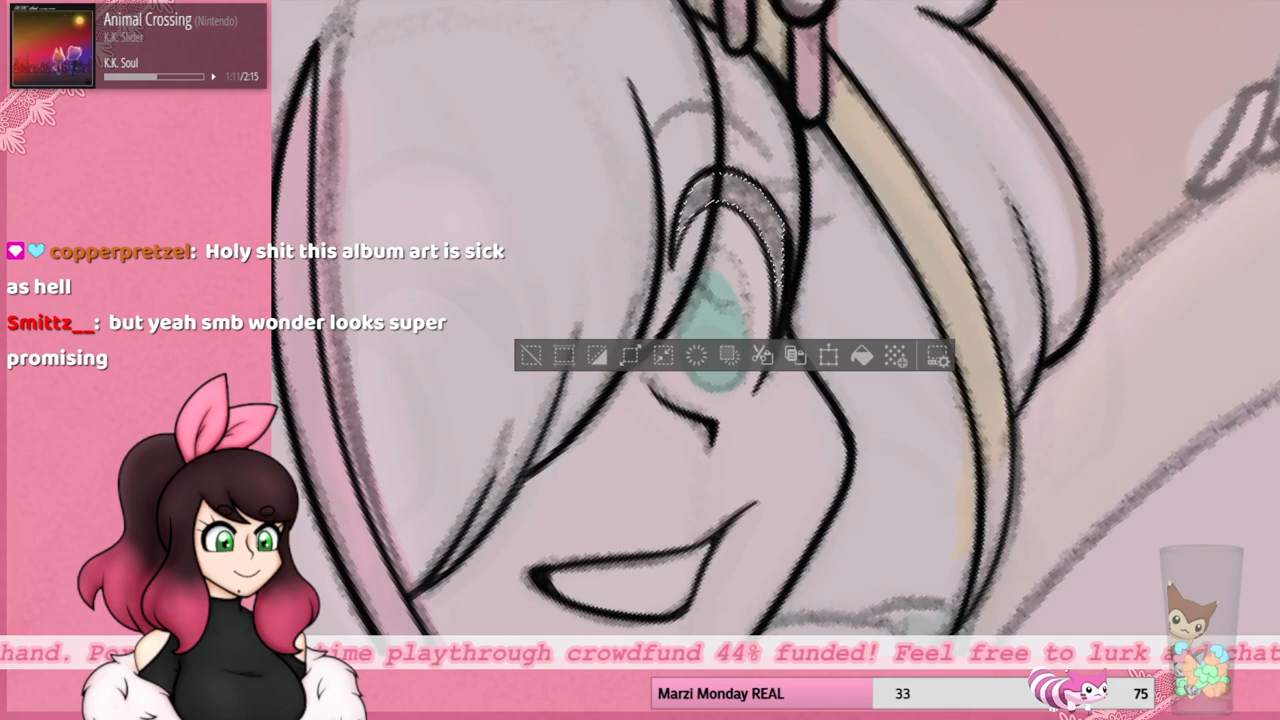 Animal Crossing (Nintendo)
K.K. Slider
K.K. Soul
1:11/2:15
copperpretzel: Holy shit this album art is sick
as hell
Smittz__: but yeah smb wonder looks super
promising
hand. time playthrough crowdfund 44% funded! Feel free to lurk chat
Marzi Monday REAL 33 75